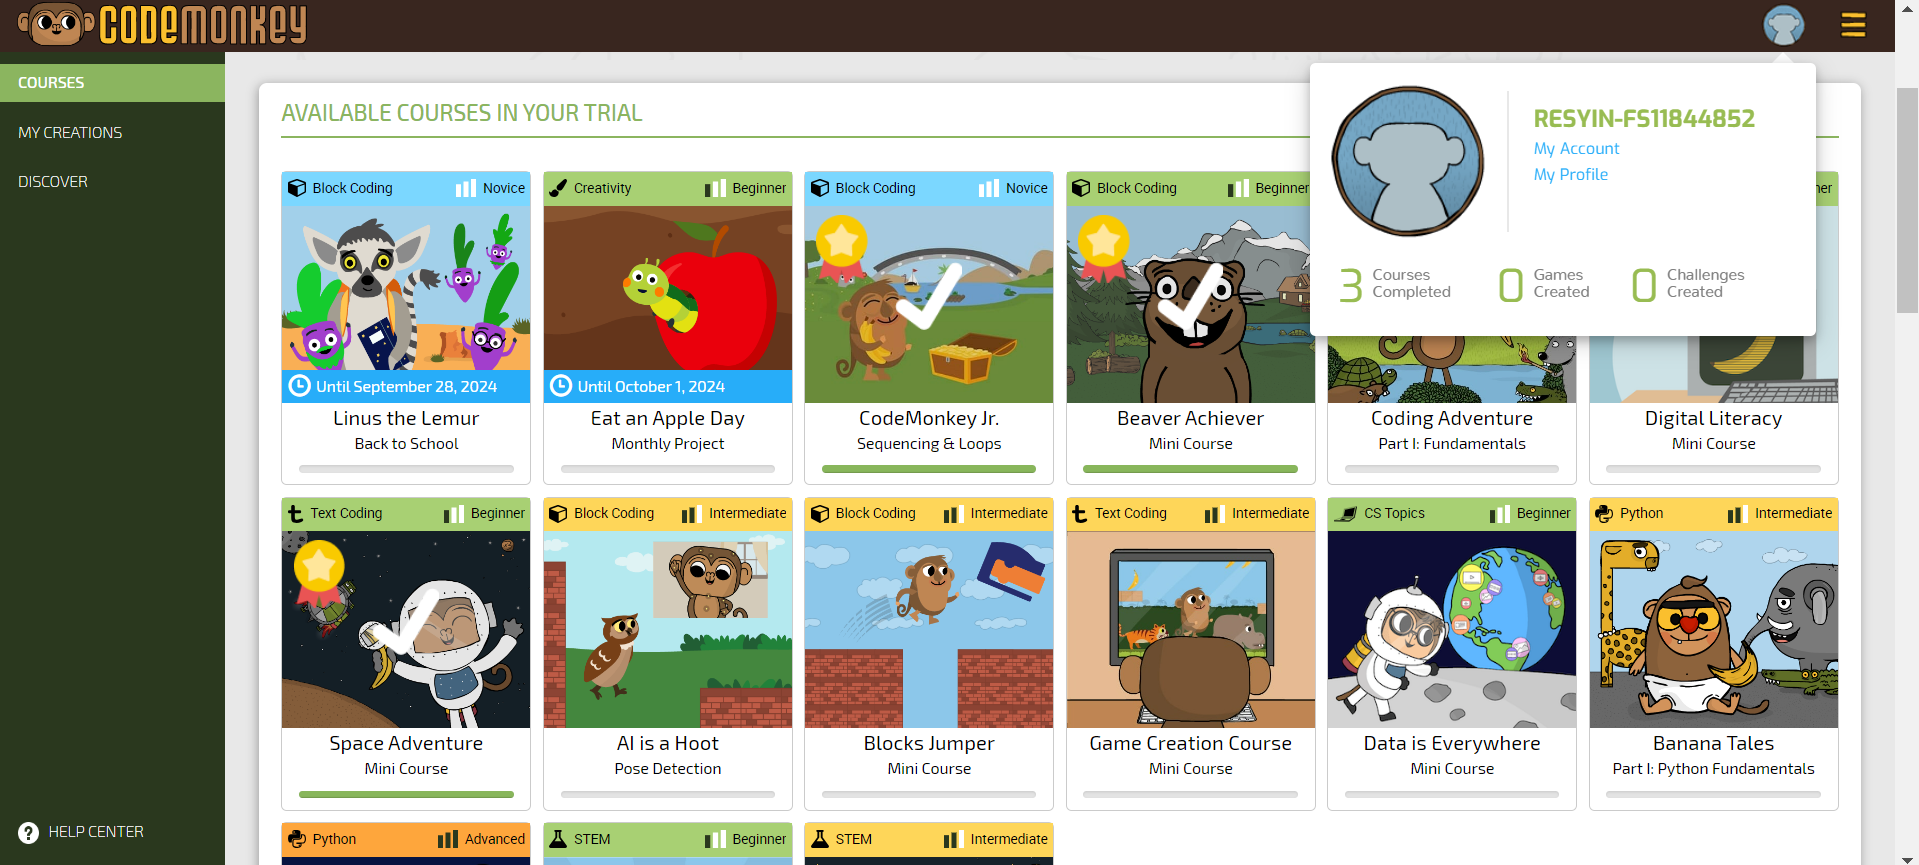 CODEMONKEY
COURSES
MY CREATIONS
DISCOVER
HELP CENTER
AVAILABLE COURSES IN YOUR TRIAL
RESYIN-FS11844852
My Account
My Profile
3 Courses Completed
0 Games Created
0 Challenges Created
Block Coding Novice
Until September 28, 2024
Linus the Lemur
Back to School
Creativity Beginner
Until October 1, 2024
Eat an Apple Day
Monthly Project
Block Coding Novice
CodeMonkey Jr.
Sequencing & Loops
Block Coding Beginner
Beaver Achiever
Mini Course
Coding Adventure
Part I: Fundamentals
ner
Digital Literacy
Mini Course
Text Coding Beginner
Space Adventure
Mini Course
Block Coding Intermediate
AI is a Hoot
Pose Detection
Block Coding Intermediate
Blocks Jumper
Mini Course
Text Coding Intermediate
Game Creation Course
Mini Course
CS Topics Beginner
Data is Everywhere
Mini Course
Python Intermediate
Banana Tales
Part I: Python Fundamentals
Python Advanced
STEM Beginner
STEM Intermediate